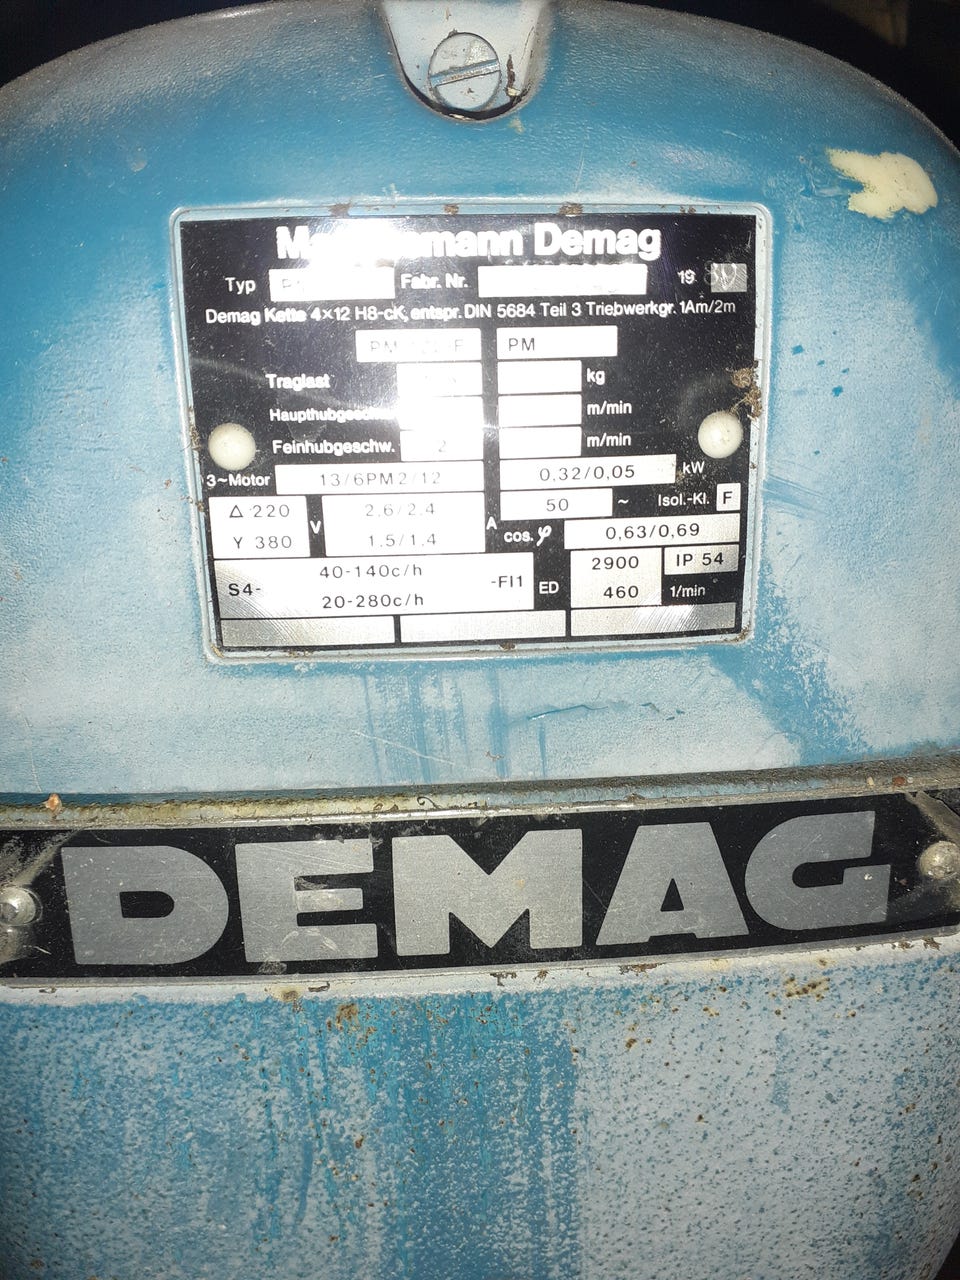 Demag
Typ Fabr. Nr. 19
Demag Kette 4×12 H8-cK, entspr. DIN 5684 Teil 3 Triebwerkgr. 1Am/2m
PM PM
Traglast kg
m/min
Feinhubgeschw. 2 m/min
3~Motor 13/6PM2/12 0,32/0,05 kW
Δ 220 V 2,6/2,4 A 50 ~ Isol.-Kl. F
Y 380 1,5/1,4 cos. φ 0,63/0,69
S4- 40-140c/h -FI1 ED 2900 IP 54
20-280c/h 460 1/min
DEMAG